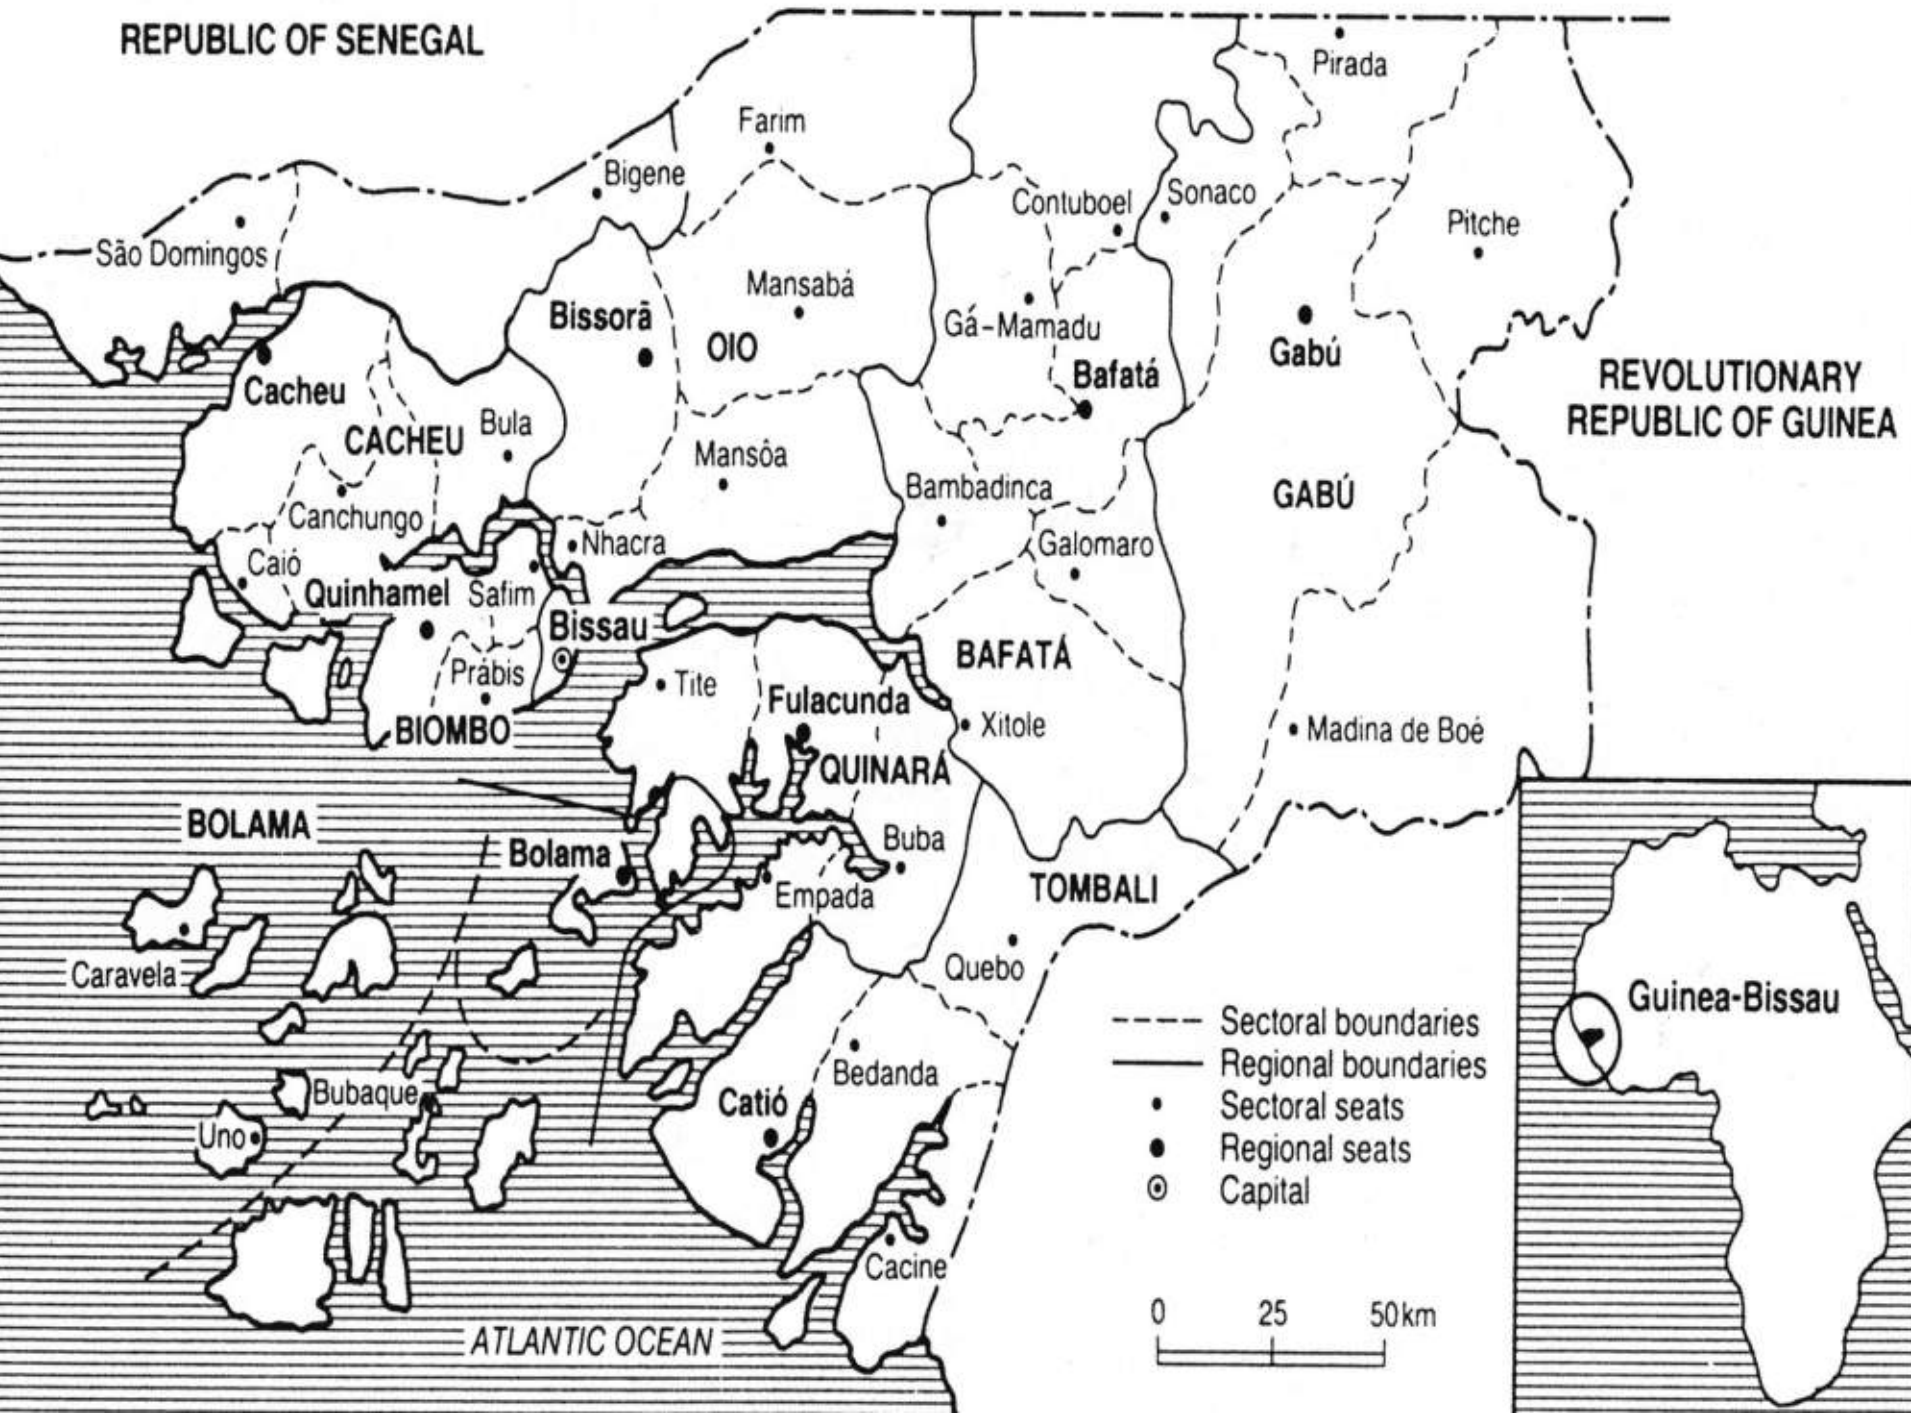 REPUBLIC OF SENEGAL
Pirada
Farim
Bigene
Contuboel
Sonaco
Pitche
São Domingos
Mansabá
Bissorã
OIO
Gá-Mamadu
Gabú
Bafatá
Cacheu
REVOLUTIONARY
REPUBLIC OF GUINEA
CACHEU
Bula
Mansôa
Bambadinca
GABÚ
Canchungo
Nhacra
Galomaro
Caió
Quinhamel
Safim
Bissau
BAFATÁ
Prábis
Tite
Fulacunda
Xitole
Madina de Boé
BIOMBO
QUINARÁ
BOLAMA
Bolama
Buba
Empada
TOMBALI
Caravela
Quebo
Guinea-Bissau
Sectoral boundaries
Regional boundaries
Bubaque
Bedanda
Catió
Sectoral seats
Uno
Regional seats
Capital
Cacine
0 25 50km
ATLANTIC OCEAN